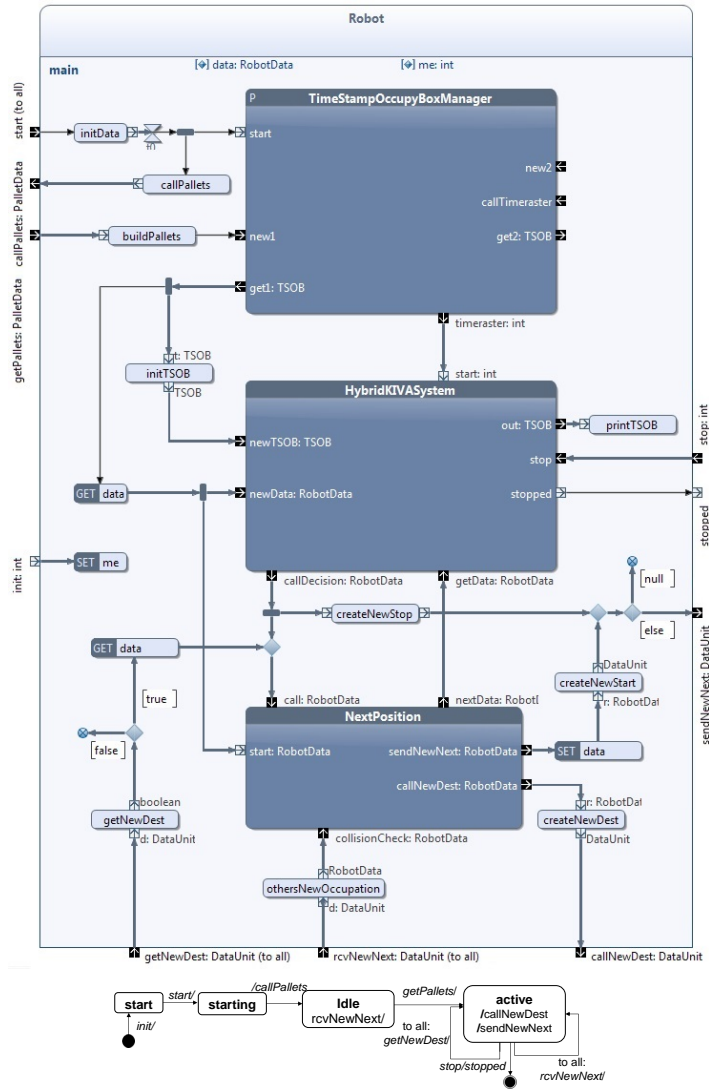 Robot
main
[◈] data: RobotData
[◈] me: int
P
TimeStampOccupyBoxManager
start (to all)
initData
start
callPallets
callPallets: PalletData
new2
callTimeraster
buildPallets
new1
get2: TSOB
getPallets: PalletData
get1: TSOB
timeraster: int
t: TSOB
initTSOB
TSOB
start: int
HybridKIVASystem
out: TSOB
printTSOB
stop: int
newTSOB: TSOB
stop
GET data
newData: RobotData
stopped
stopped
init: int
SET me
callDecision: RobotData
getData: RobotData
[null]
createNewStop
[else]
GET data
DataUnit
createNewStart
r: RobotDat
sendNewNext: DataUnit
[true]
call: RobotData
nextData: RobotI
NextPosition
[false]
start: RobotData
sendNewNext: RobotData
SET data
callNewDest: RobotData
boolean
getNewDest
d: DataUnit
r: RobotDat
createNewDest
DataUnit
collisionCheck: RobotData
RobotData
othersNewOccupation
d: DataUnit
getNewDest: DataUnit (to all)
rcvNewNext: DataUnit (to all)
callNewDest: DataUnit
start
start/
starting
/callPallets
Idle
rcvNewNext/
getPallets/
active
/callNewDest
/sendNewNext
init/
to all:
getNewDest/
stop/stopped
to all:
rcvNewNext/